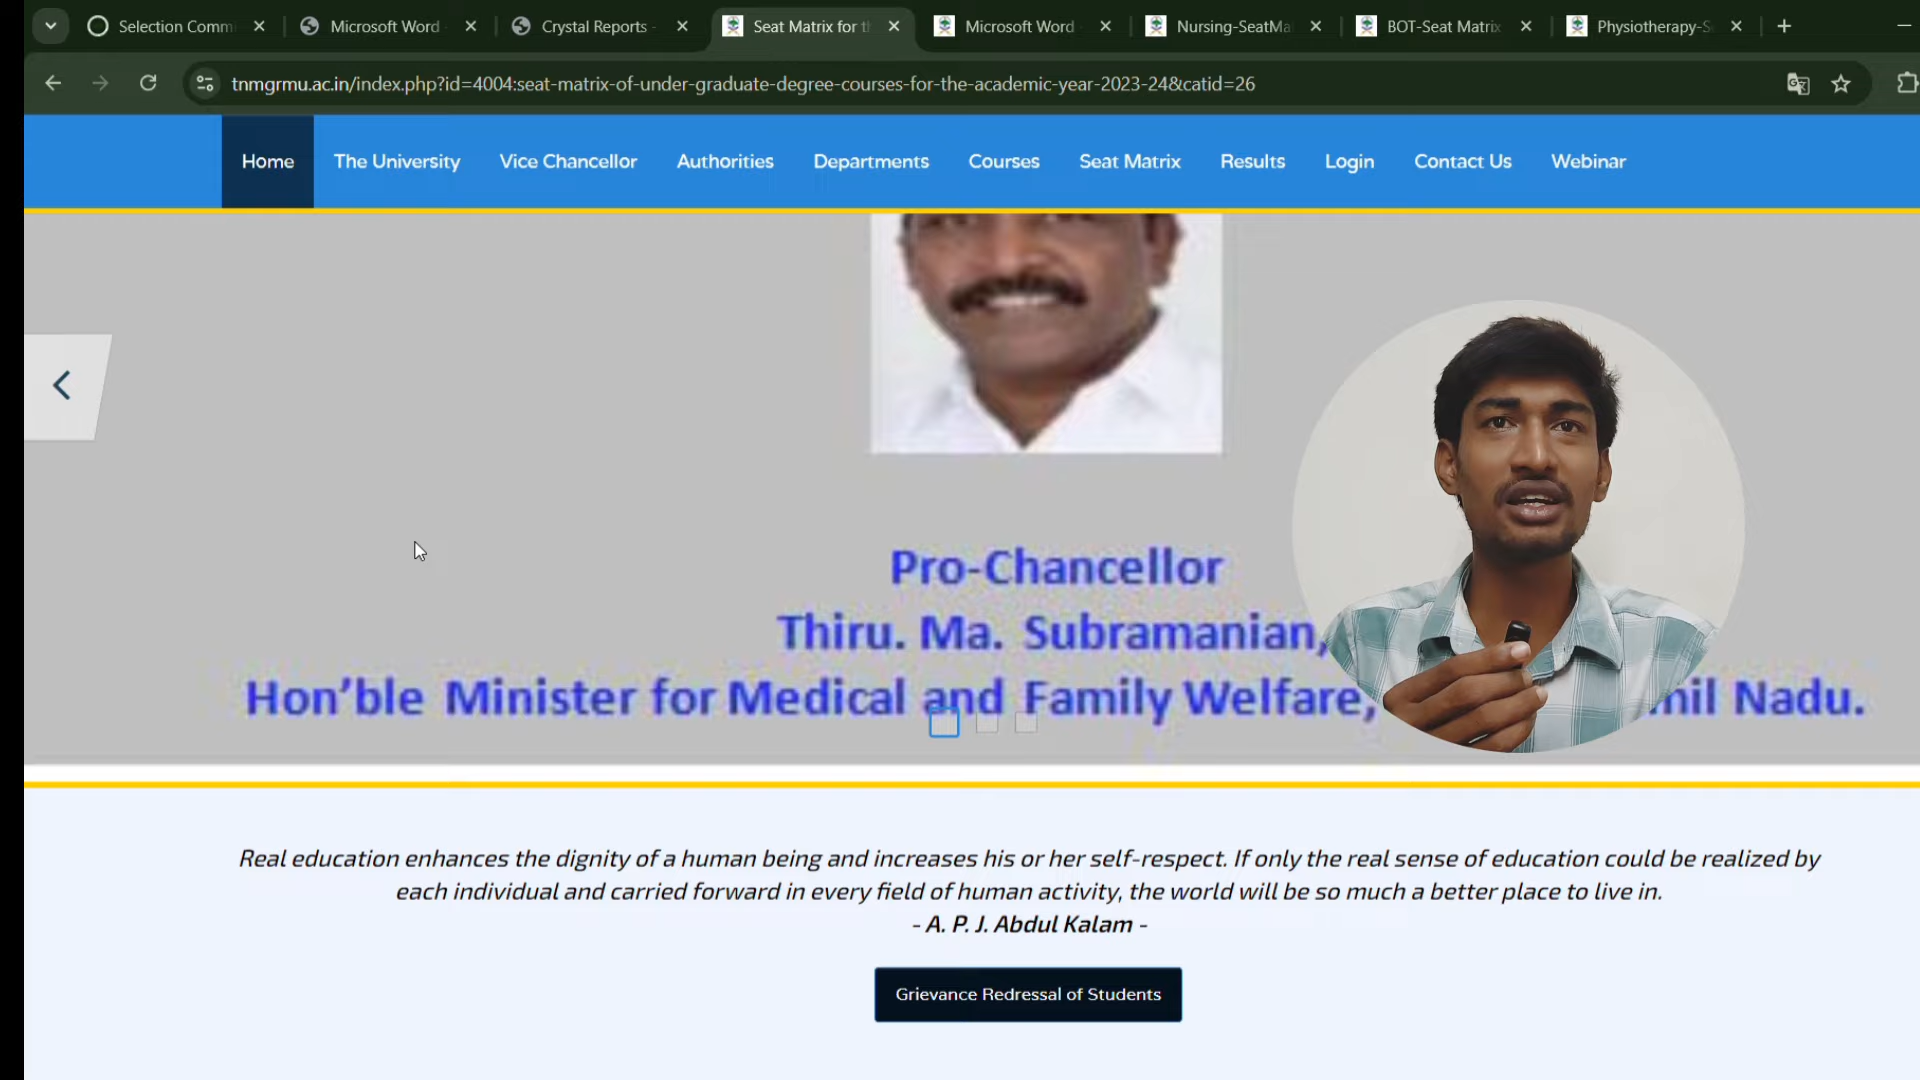 Selection Commi
Microsoft Word
Crystal Reports -
Seat Matrix for th
Microsoft Word
Nursing-SeatMa
BOT-Seat Matrix
Physiotherapy-S
tnmgrmu.ac.in/index.php?id=4004:seat-matrix-of-under-graduate-degree-courses-for-the-academic-year-2023-24&catid=26
Home
The University
Vice Chancellor
Authorities
Departments
Courses
Seat Matrix
Results
Login
Contact Us
Webinar
Pro-Chancellor
Thiru. Ma. Subramanian,
Hon'ble Minister for Medical and Family Welfare, mil Nadu.
Real education enhances the dignity of a human being and increases his or her self-respect. If only the real sense of education could be realized by
each individual and carried forward in every field of human activity, the world will be so much a better place to live in.
- A. P. J. Abdul Kalam -
Grievance Redressal of Students